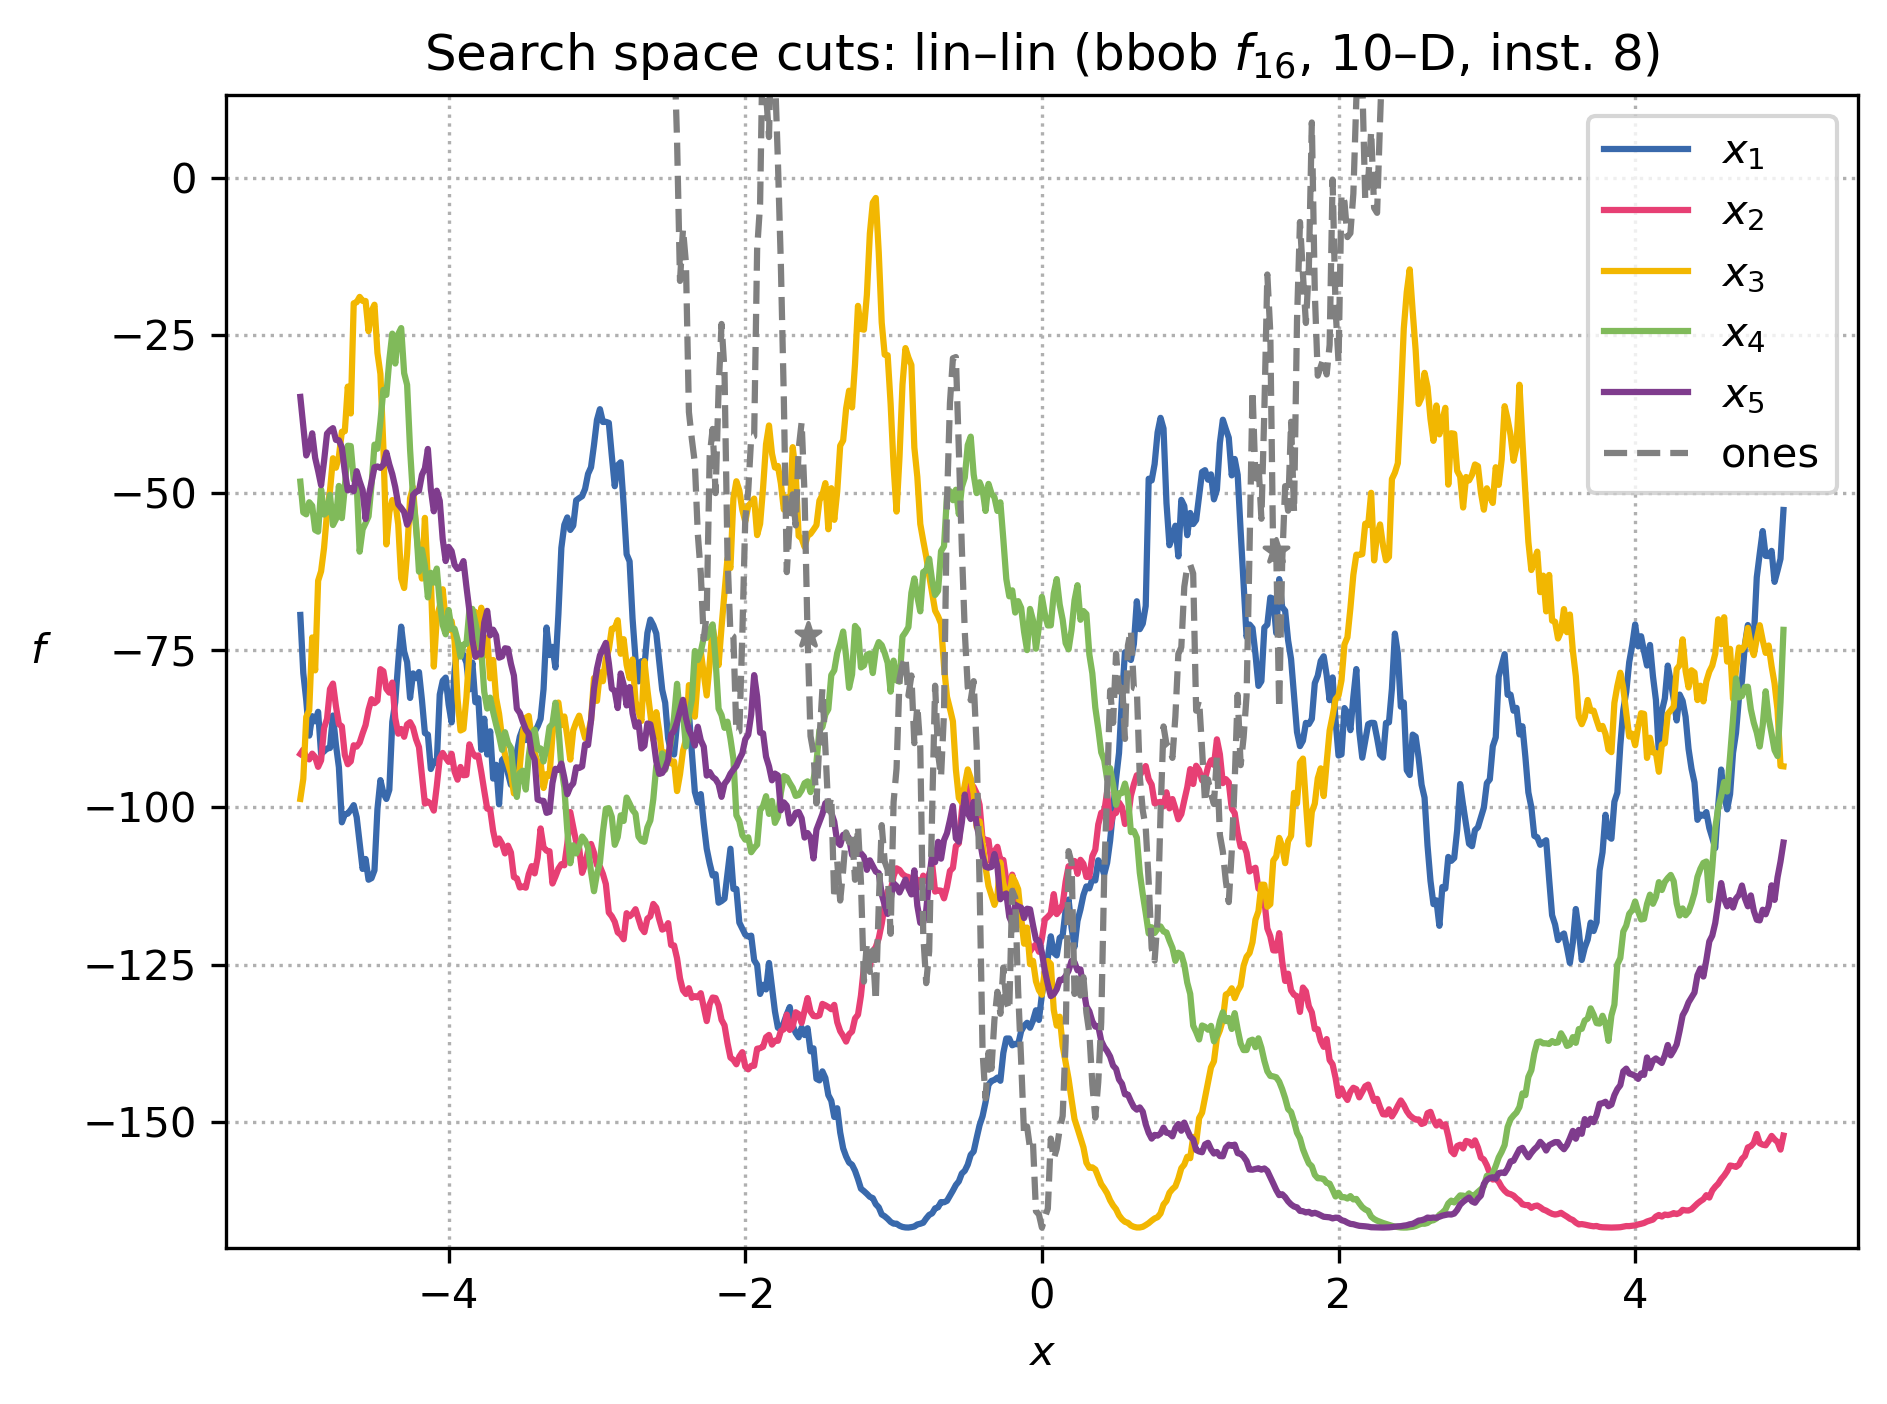 Search space cuts: lin–lin (bbob f16, 10–D, inst. 8)
0
−25
−50
−75
−100
−125
−150
f
x1
x2
x3
x4
x5
ones
−4
−2
0
2
4
x